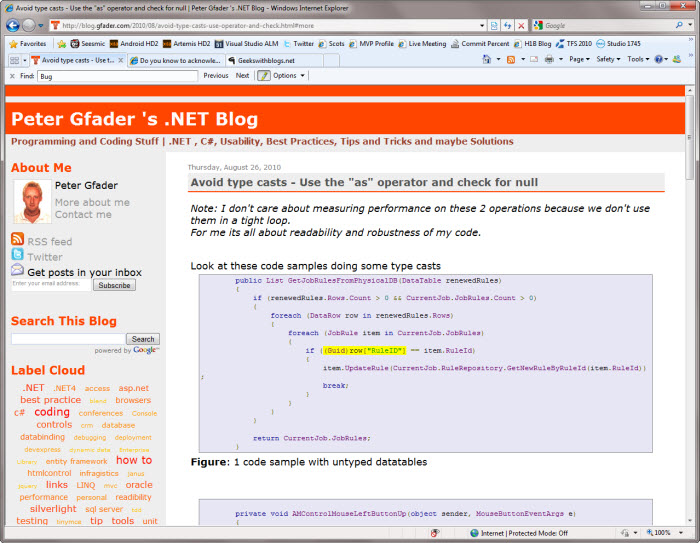 Avoid type casts - Use the "as" operator and check for null | Peter Gfader 's .NET Blog - Windows Internet Explorer
http://blog.gfader.com/2010/08/avoid-type-casts-use-operator-and-check.html#more
Google
Favorites Seesmic Android HD2 Artemis HD2 Visual Studio ALM Twitter Scots MVP Profile Live Meeting Commit Percent H1B Blog TFS 2010 Studio 1745
Avoid type casts - Use t... Do you know to acknowle... Geekswithblogs.net Page Safety Tools
Find: Bug Previous Next Options
Peter Gfader 's .NET Blog
Programming and Coding Stuff | .NET , C#, Usability, Best Practices, Tips and Tricks and maybe Solutions
About Me
Peter Gfader
More about me
Contact me
RSS feed
Twitter
Get posts in your inbox
Enter your email address: Subscribe
Search This Blog
Search
powered by Google™
Label Cloud
.NET .NET4 access asp.net
best practice blend browsers
c# coding conferences Console
controls crm database
databinding debugging deployment
devexpress dynamic data Enterprise
Library entity framework how to
htmlcontrol infragistics janus
jquery links LINQ mvc oracle
performance personal readability
silverlight sql server tdd
testing tinymce tip tools unit
Thursday, August 26, 2010
Avoid type casts - Use the "as" operator and check for null
Note: I don't care about measuring performance on these 2 operations because we don't use
them in a tight loop.
For me its all about readability and robustness of my code.
Look at these code samples doing some type casts
public List GetJobRulesFromPhysicalDB(DataTable renewedRules)
{
if (renewedRules.Rows.Count > 0 && CurrentJob.JobRules.Count > 0)
{
foreach (DataRow row in renewedRules.Rows)
{
foreach (JobRule item in CurrentJob.JobRules)
{
if ((Guid)row["RuleID"] == item.RuleId)
{
item.UpdateRule(CurrentJob.RuleRepository.GetNewRuleByRuleId(item.RuleId))
;
break;
}
}
}
}
return CurrentJob.JobRules;
}
Figure: 1 code sample with untyped datatables
private void AMControlMouseLeftButtonUp(object sender, MouseButtonEventArgs e)
{
Internet | Protected Mode: Off 100%